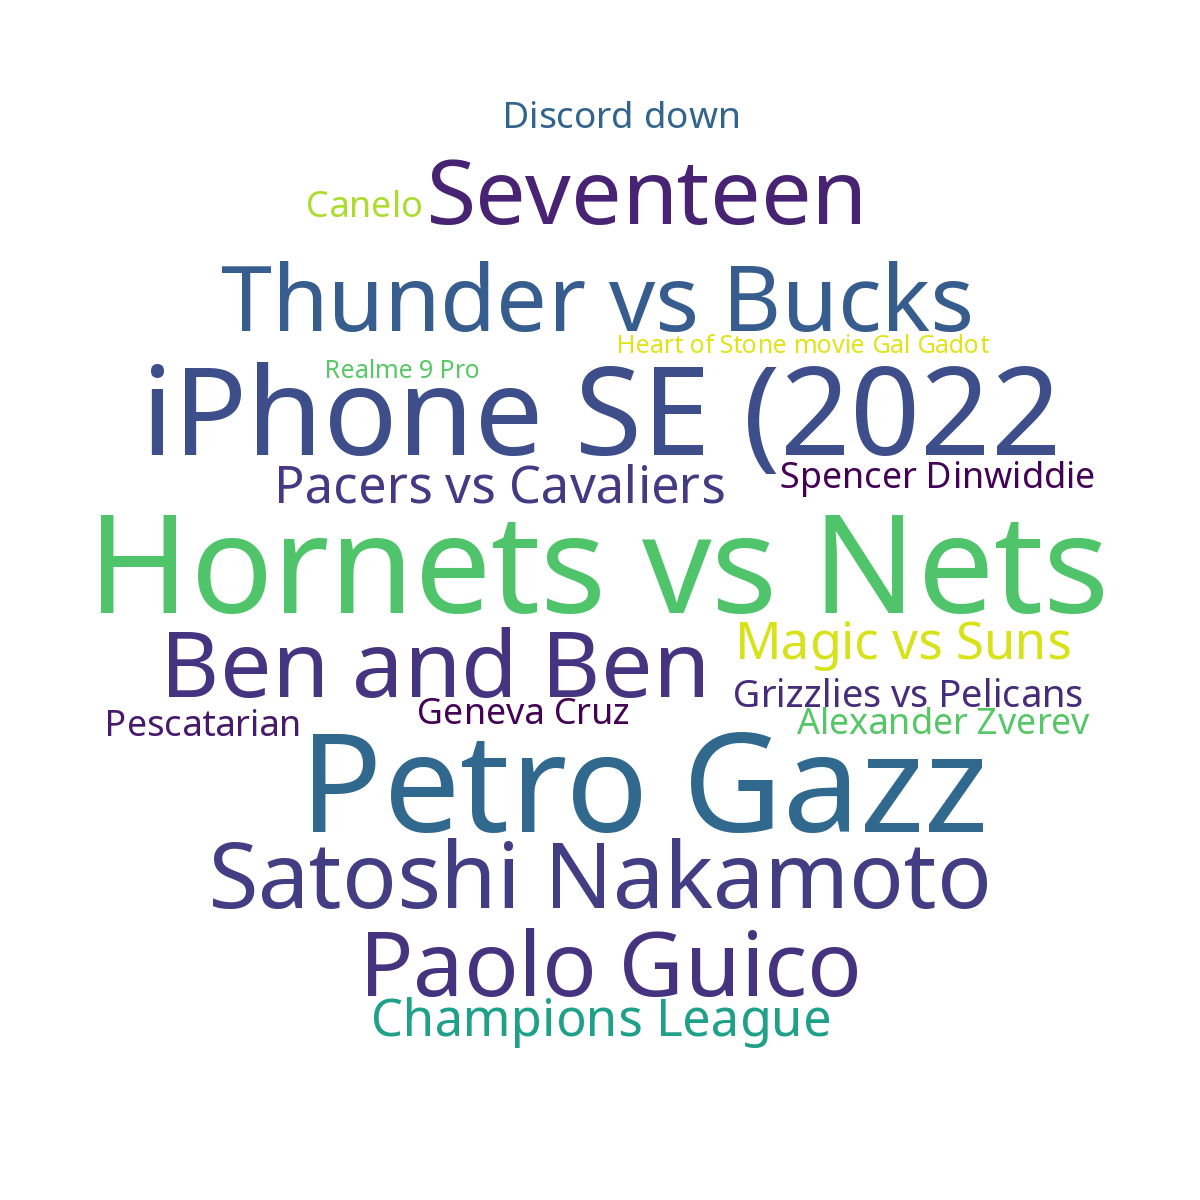 Discord down
Seventeen
Canelo
Thunder vs Bucks
Heart of Stone movie Gal Gadot
Realme 9 Pro
iPhone SE (2022
Pacers vs Cavaliers
Spencer Dinwiddie
Hornets vs Nets
Ben and Ben
Magic vs Suns
Grizzlies vs Pelicans
Geneva Cruz
Pescatarian
Alexander Zverev
Petro Gazz
Satoshi Nakamoto
Paolo Guico
Champions League